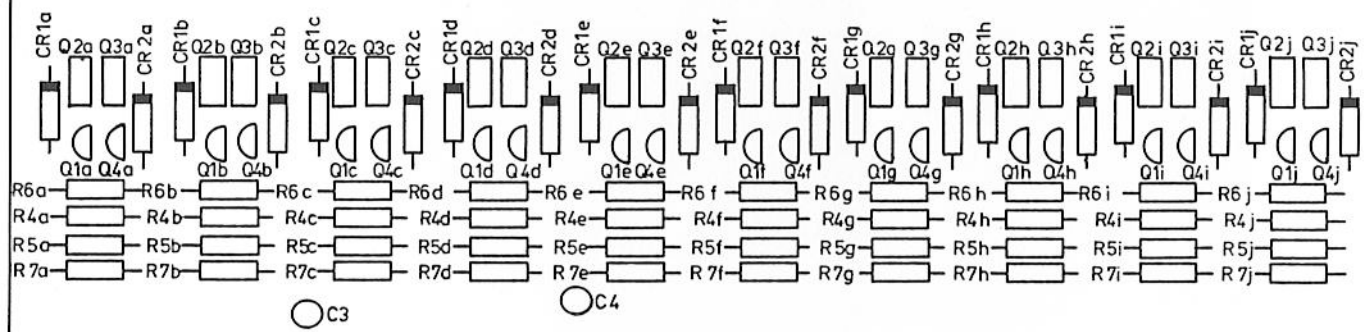 CR1a Q2a Q3a CR2a CR1b Q2b Q3b CR2b CR1c Q2c Q3c CR2c CR1d Q2d Q3d CR2d CR1e Q2e Q3e CR2e CR1f Q2f Q3f CR2f CR1g Q2g Q3g CR2g CR1h Q2h Q3h CR2h CR1i Q2i Q3i CR2i CR1j Q2j Q3j CR2j
Q1a Q4a Q1b Q4b Q1c Q4c Q1d Q4d Q1e Q4e Q1f Q4f Q1g Q4g Q1h Q4h Q1i Q4i Q1j Q4j
R6a R6b R6c R6d R6e R6f R6g R6h R6i R6j
R4a R4b R4c R4d R4e R4f R4g R4h R4i R4j
R5a R5b R5c R5d R5e R5f R5g R5h R5i R5j
R7a R7b R7c R7d R7e R7f R7g R7h R7i R7j
C3 C4